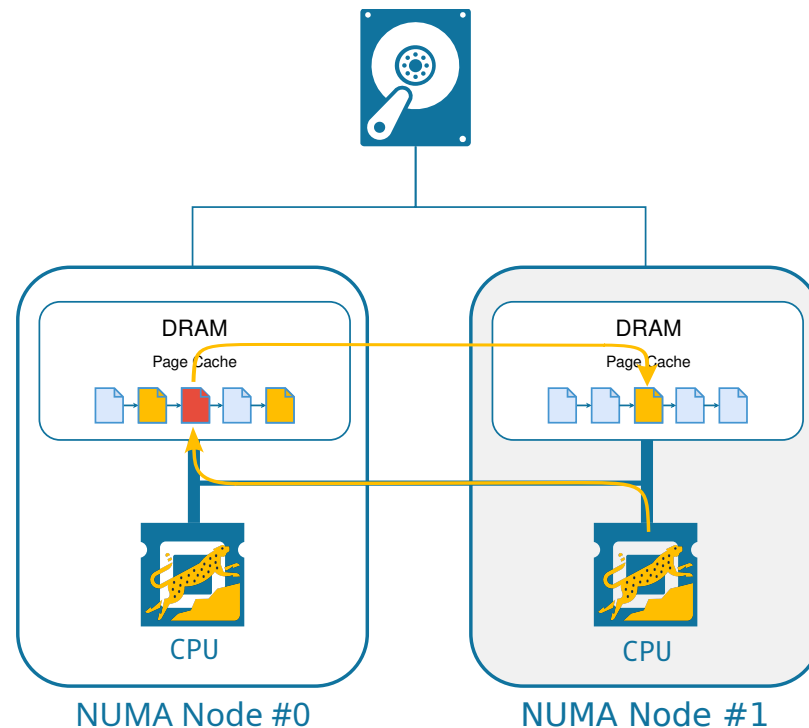 DRAM
Page Cache
CPU
NUMA Node #0
DRAM
Page Cache
CPU
NUMA Node #1